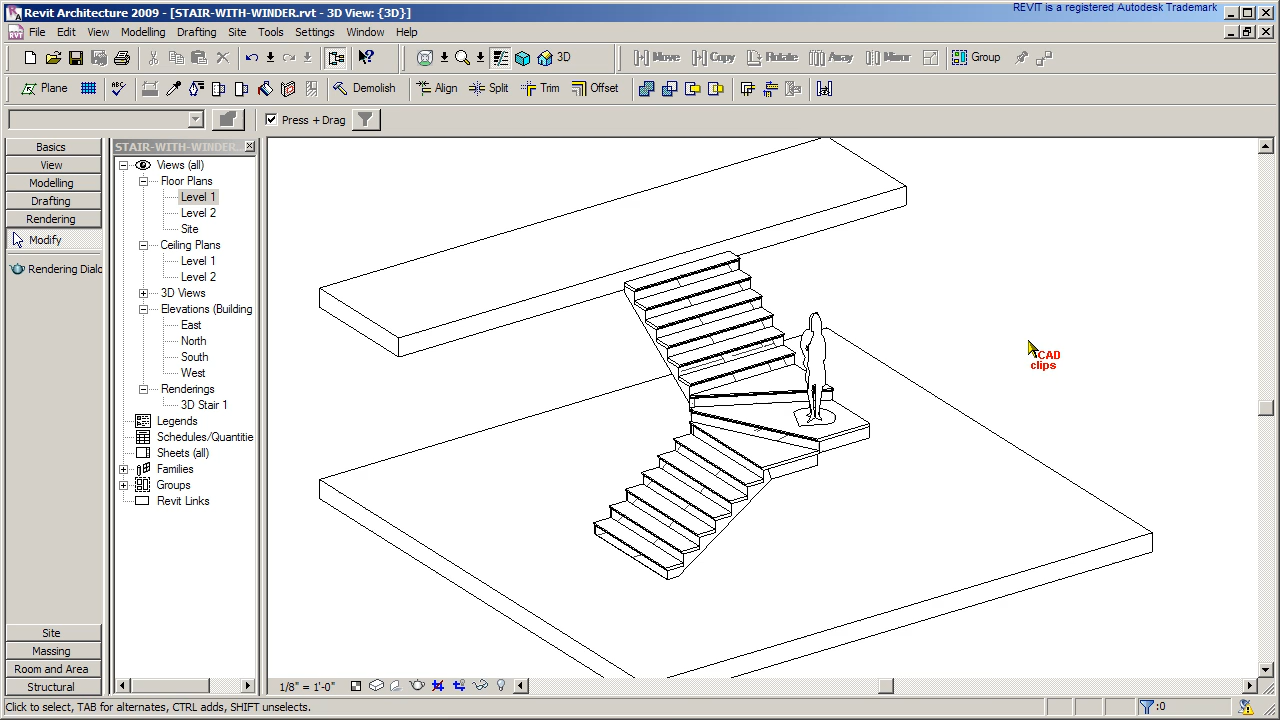 Revit Architecture 2009 - [STAIR-WITH-WINDER.rvt - 3D View: {3D}]
REVIT is a registered Autodesk Trademark
File Edit View Modelling Drafting Site Tools Settings Window Help
3D Move Copy Rotate Array Mirror Group
Plane Demolish Align Split Trim Offset
Press + Drag
Basics
View
Modelling
Drafting
Rendering
Modify
Rendering Dialo
Site
Massing
Room and Area
Structural
STAIR-WITH-WINDER...
Views (all)
Floor Plans
Level 1
Level 2
Site
Ceiling Plans
Level 1
Level 2
3D Views
Elevations (Building
East
North
South
West
Renderings
3D Stair 1
Legends
Schedules/Quantitie
Sheets (all)
Families
Groups
Revit Links
CAD
clips
1/8" = 1'-0"
Click to select, TAB for alternates, CTRL adds, SHIFT unselects.
:0